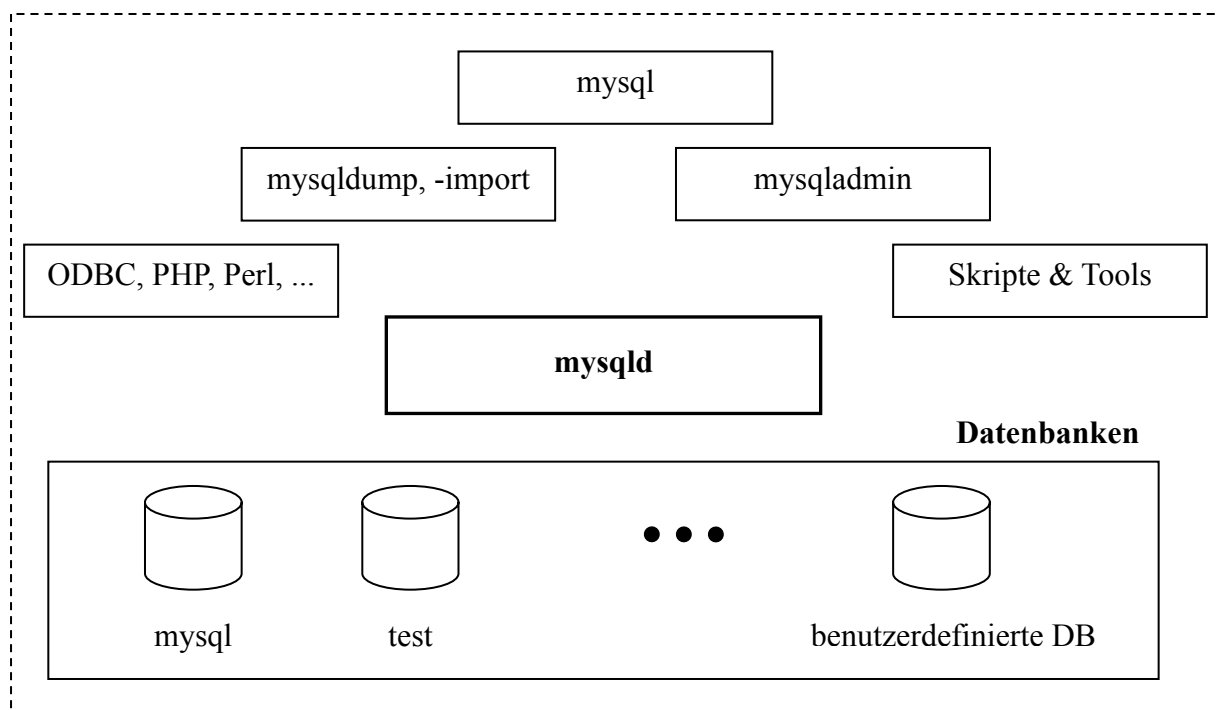 mysql
mysqldump, -import
mysqladmin
ODBC, PHP, Perl, ...
Skripte & Tools
mysqld
Datenbanken
mysql
test
benutzerdefinierte DB